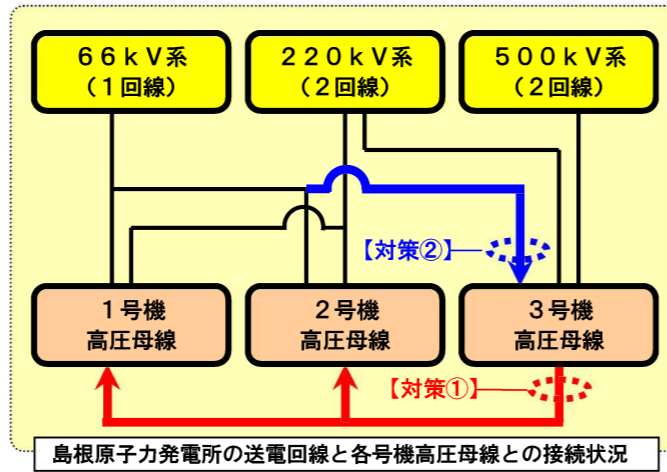 ６６ｋＶ系
（１回線）
２２０ｋＶ系
（２回線）
５００ｋＶ系
（２回線）
【対策②】
１号機
高圧母線
２号機
高圧母線
３号機
高圧母線
【対策①】
島根原子力発電所の送電回線と各号機高圧母線との接続状況